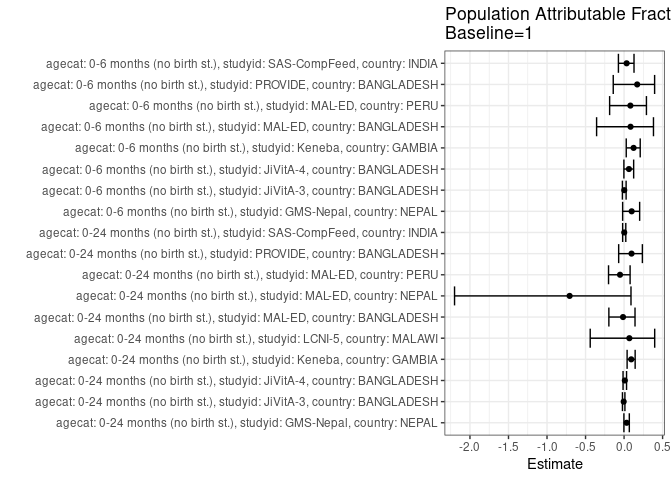 Population Attributable Fract
Baseline=1
agecat: 0-6 months (no birth st.), studyid: SAS-CompFeed, country: INDIA
agecat: 0-6 months (no birth st.), studyid: PROVIDE, country: BANGLADESH
agecat: 0-6 months (no birth st.), studyid: MAL-ED, country: PERU
agecat: 0-6 months (no birth st.), studyid: MAL-ED, country: BANGLADESH
agecat: 0-6 months (no birth st.), studyid: Keneba, country: GAMBIA
agecat: 0-6 months (no birth st.), studyid: JiVitA-4, country: BANGLADESH
agecat: 0-6 months (no birth st.), studyid: JiVitA-3, country: BANGLADESH
agecat: 0-6 months (no birth st.), studyid: GMS-Nepal, country: NEPAL
agecat: 0-24 months (no birth st.), studyid: SAS-CompFeed, country: INDIA
agecat: 0-24 months (no birth st.), studyid: PROVIDE, country: BANGLADESH
agecat: 0-24 months (no birth st.), studyid: MAL-ED, country: PERU
agecat: 0-24 months (no birth st.), studyid: MAL-ED, country: NEPAL
agecat: 0-24 months (no birth st.), studyid: MAL-ED, country: BANGLADESH
agecat: 0-24 months (no birth st.), studyid: LCNI-5, country: MALAWI
agecat: 0-24 months (no birth st.), studyid: Keneba, country: GAMBIA
agecat: 0-24 months (no birth st.), studyid: JiVitA-4, country: BANGLADESH
agecat: 0-24 months (no birth st.), studyid: JiVitA-3, country: BANGLADESH
agecat: 0-24 months (no birth st.), studyid: GMS-Nepal, country: NEPAL
-2.0 -1.5 -1.0 -0.5 0.0 0.5
Estimate